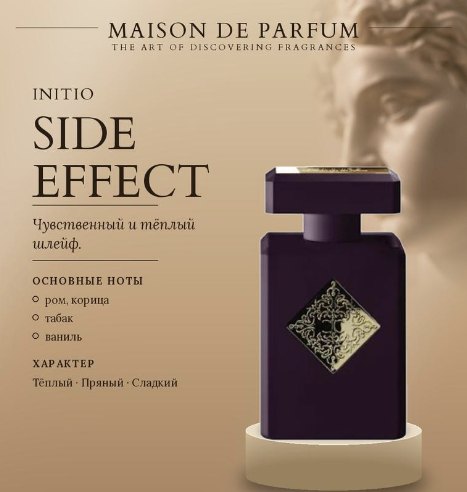 MAISON DE PARFUM
THE ART OF DISCOVERING FRAGRANCES
INITIO
SIDE
EFFECT
Чувственный и тёплый
шлейф.
ОСНОВНЫЕ НОТЫ
ром, корица
табак
ваниль
ХАРАКТЕР
Тёплый · Пряный · Сладкий